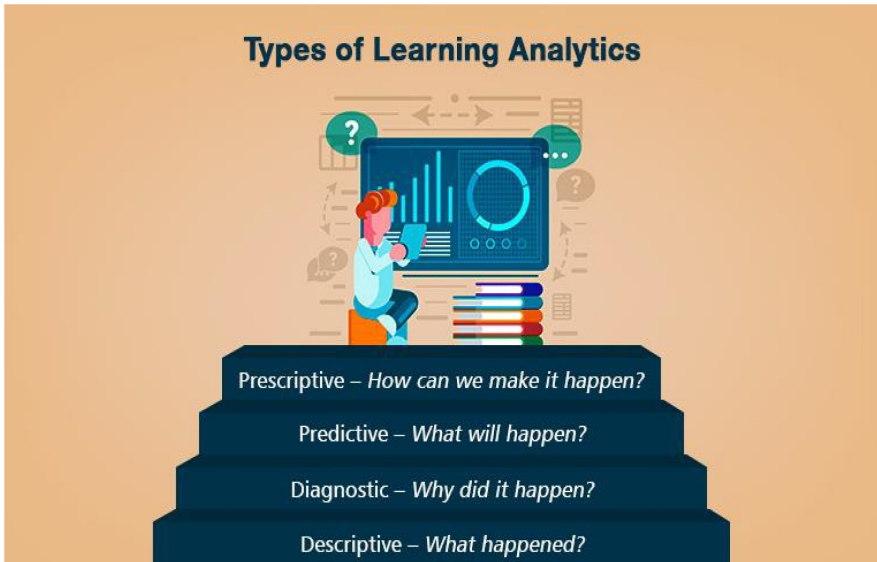 Types of Learning Analytics
?
...
?
?
Prescriptive – How can we make it happen?
Predictive – What will happen?
Diagnostic – Why did it happen?
Descriptive – What happened?